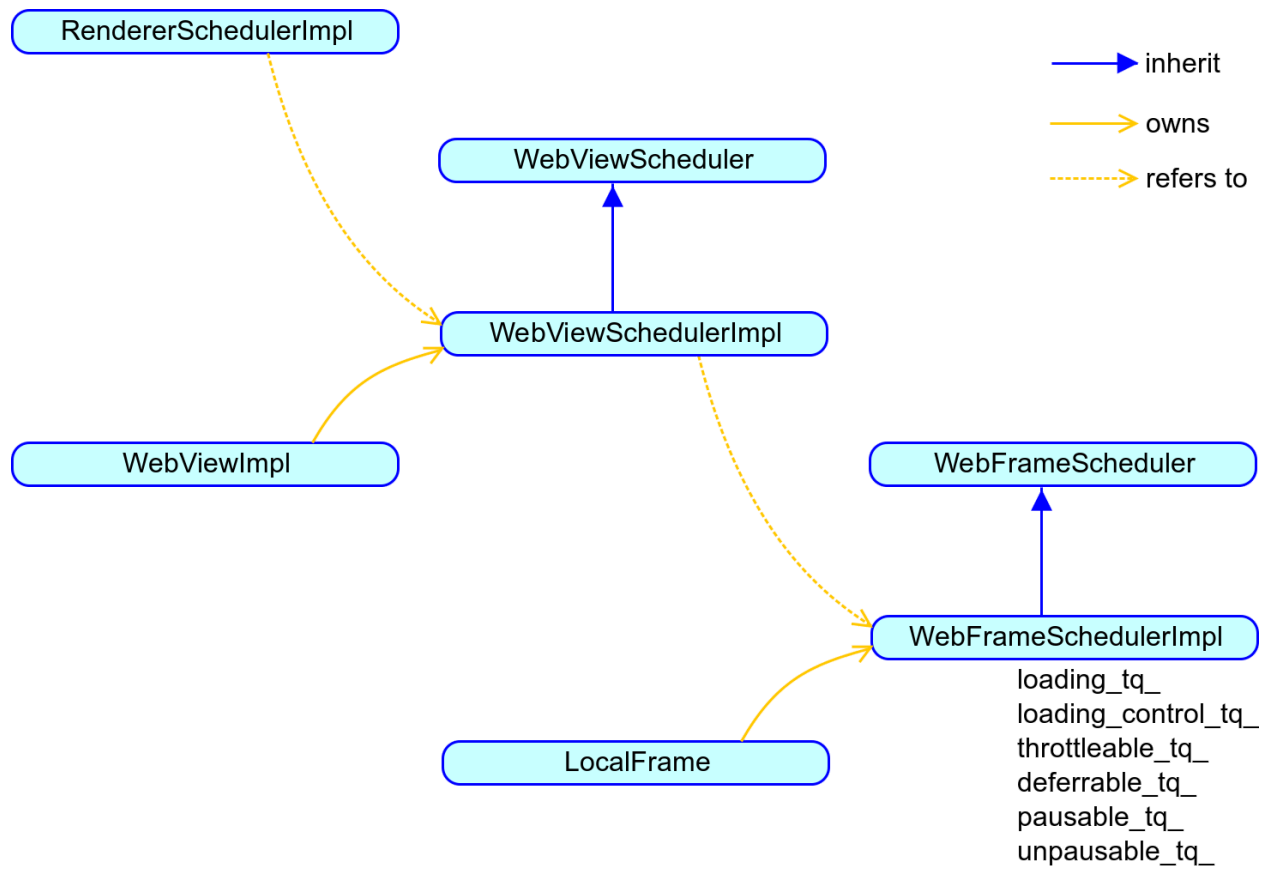 RendererSchedulerImpl
inherit
owns
refers to
WebViewScheduler
WebViewSchedulerImpl
WebViewImpl
WebFrameScheduler
WebFrameSchedulerImpl
loading_tq_
loading_control_tq_
throttleable_tq_
deferrable_tq_
pausable_tq_
unpausable_tq_
LocalFrame